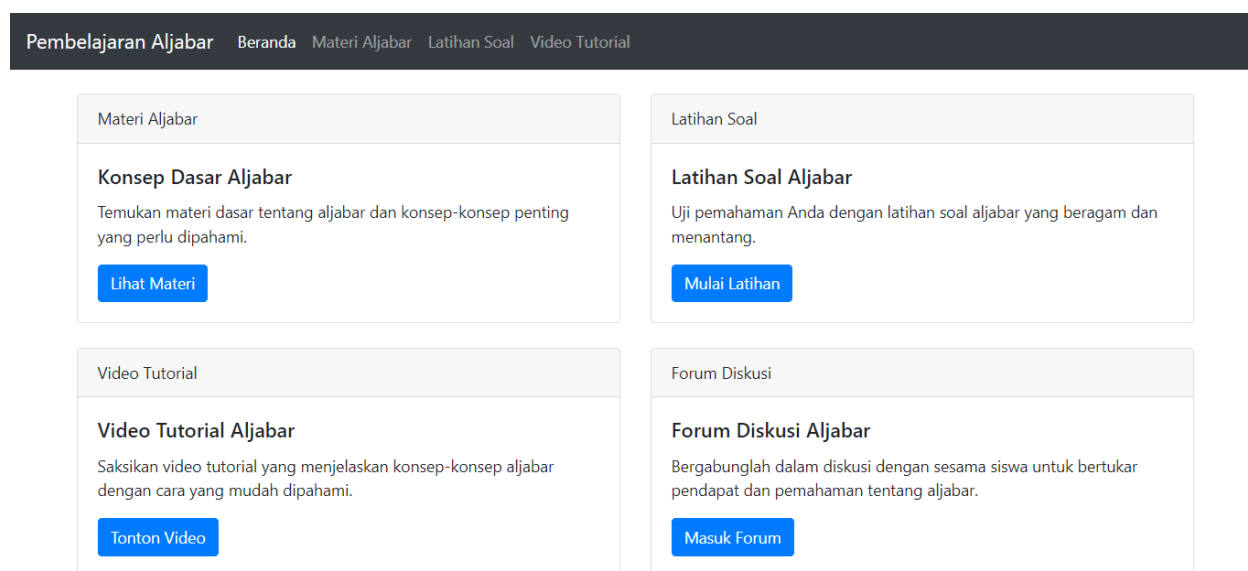 Pembelajaran Aljabar Beranda Materi Aljabar Latihan Soal Video Tutorial
Materi Aljabar
Konsep Dasar Aljabar
Temukan materi dasar tentang aljabar dan konsep-konsep penting
yang perlu dipahami.
Lihat Materi
Latihan Soal
Latihan Soal Aljabar
Uji pemahaman Anda dengan latihan soal aljabar yang beragam dan
menantang.
Mulai Latihan
Video Tutorial
Video Tutorial Aljabar
Saksikan video tutorial yang menjelaskan konsep-konsep aljabar
dengan cara yang mudah dipahami.
Tonton Video
Forum Diskusi
Forum Diskusi Aljabar
Bergabunglah dalam diskusi dengan sesama siswa untuk bertukar
pendapat dan pemahaman tentang aljabar.
Masuk Forum